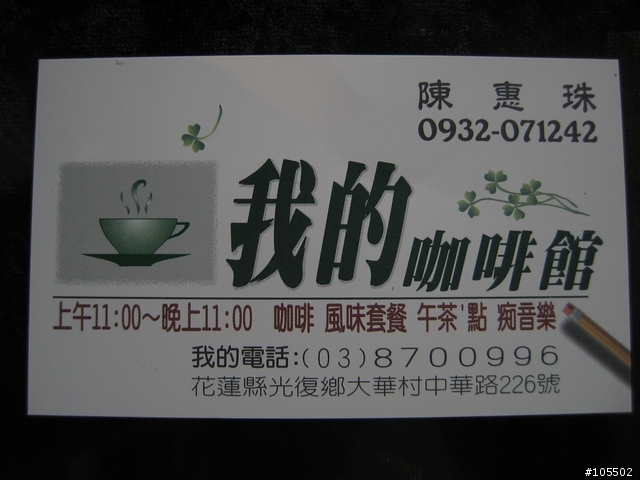 陳惠珠
0932-071242
我的咖啡館
上午11:00~晚上11:00 咖啡 風味套餐 午茶'點 痴音樂
我的電話:(03)8700996
花蓮縣光復鄉大華村中華路226號
#105502